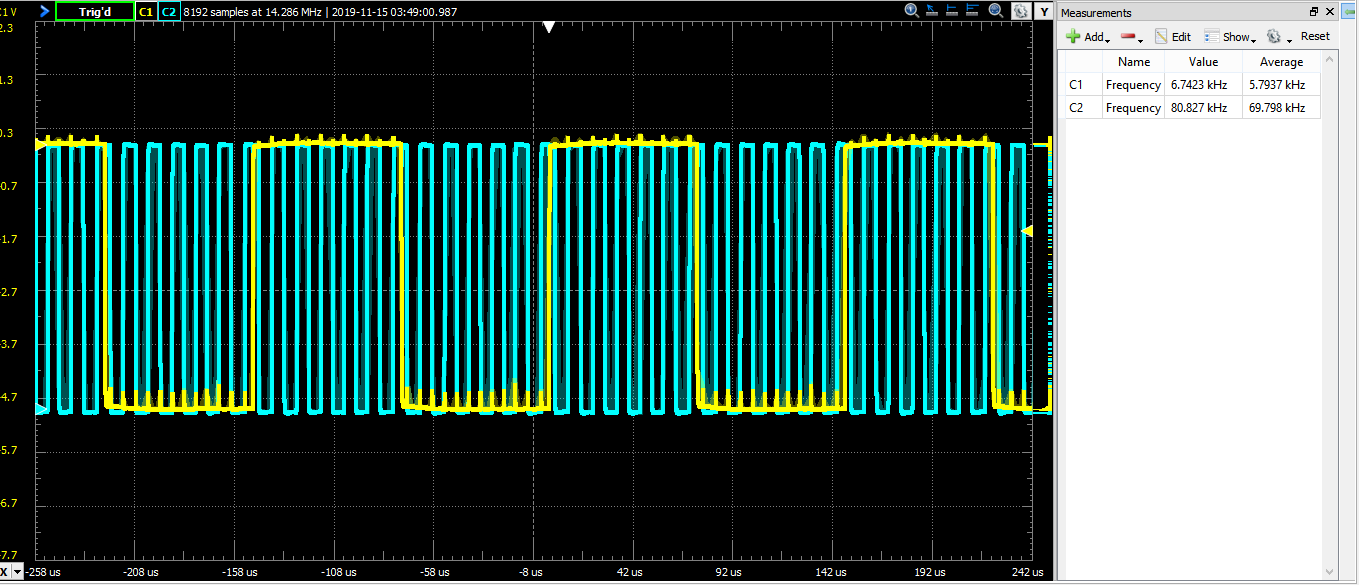 C1 V Trig'd C1 C2 8192 samples at 14.286 MHz | 2019-11-15 03:49:00.987 Y
2.3
1.3
0.3
-0.7
-1.7
-2.7
-3.7
-4.7
-5.7
-6.7
-7.7
X -258 us -208 us -158 us -108 us -58 us -8 us 42 us 92 us 142 us 192 us 242 us
Measurements
Add Edit Show Reset
Name Value Average
C1 Frequency 6.7423 kHz 5.7937 kHz
C2 Frequency 80.827 kHz 69.798 kHz